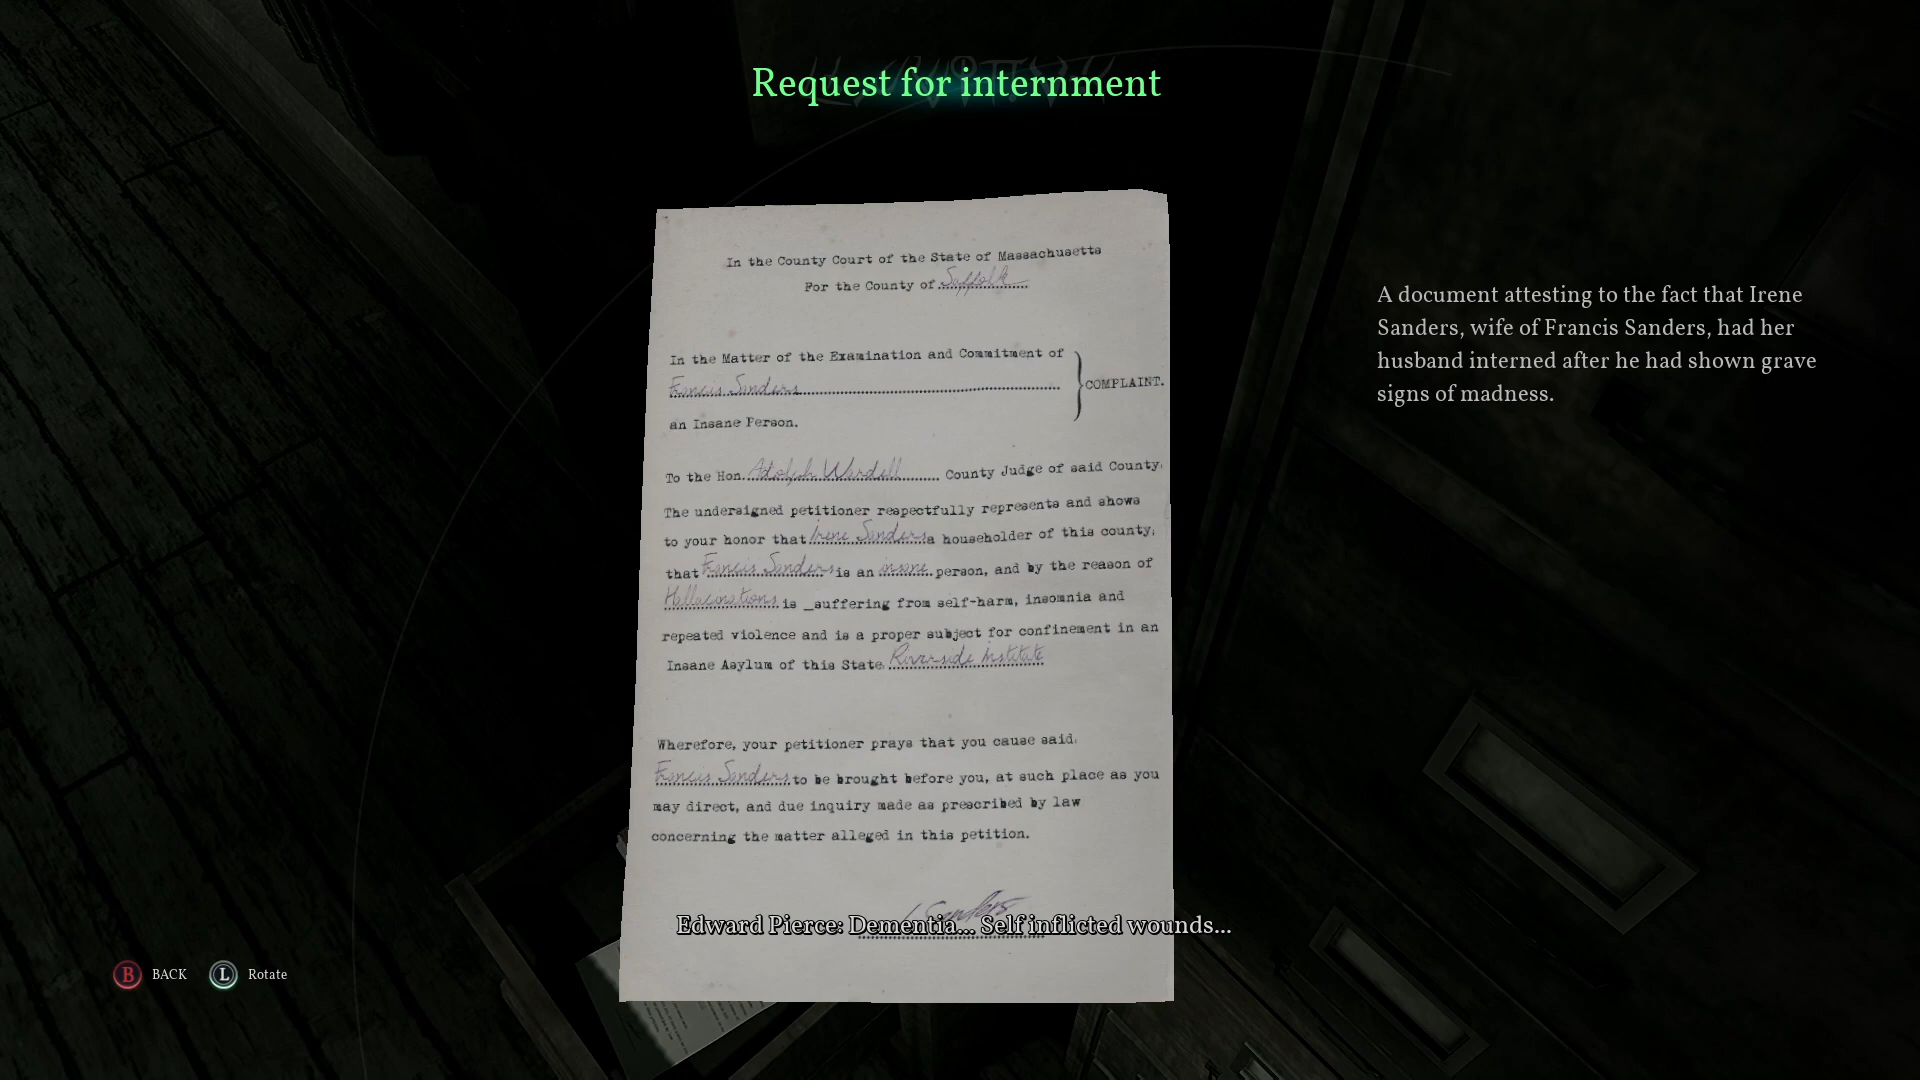 Request for internment
In the County Court of the State of Massachusetts
For the County of Suffolk
In the Matter of the Examination and Commitment of
Francis Sanders
COMPLAINT.
an Insane Person.
To the Hon. Adolph Wardell County Judge of said County.
The undersigned petitioner respectfully represents and shows
to your honor that Irene Sanders a householder of this county,
that Francis Sanders is an insane person, and by the reason of
Hallucinations is _suffering from self-harm, insomnia and
repeated violence and is a proper subject for confinement in an
Insane Asylum of this State. Riverside Institute
Wherefore, your petitioner prays that you cause said.
Francis Sanders to be brought before you, at such place as you
may direct, and due inquiry made as prescribed by law
concerning the matter alleged in this petition.
Sanders
Edward Pierce: Dementia... Self inflicted wounds...
A document attesting to the fact that Irene
Sanders, wife of Francis Sanders, had her
husband interned after he had shown grave
signs of madness.
B BACK L Rotate